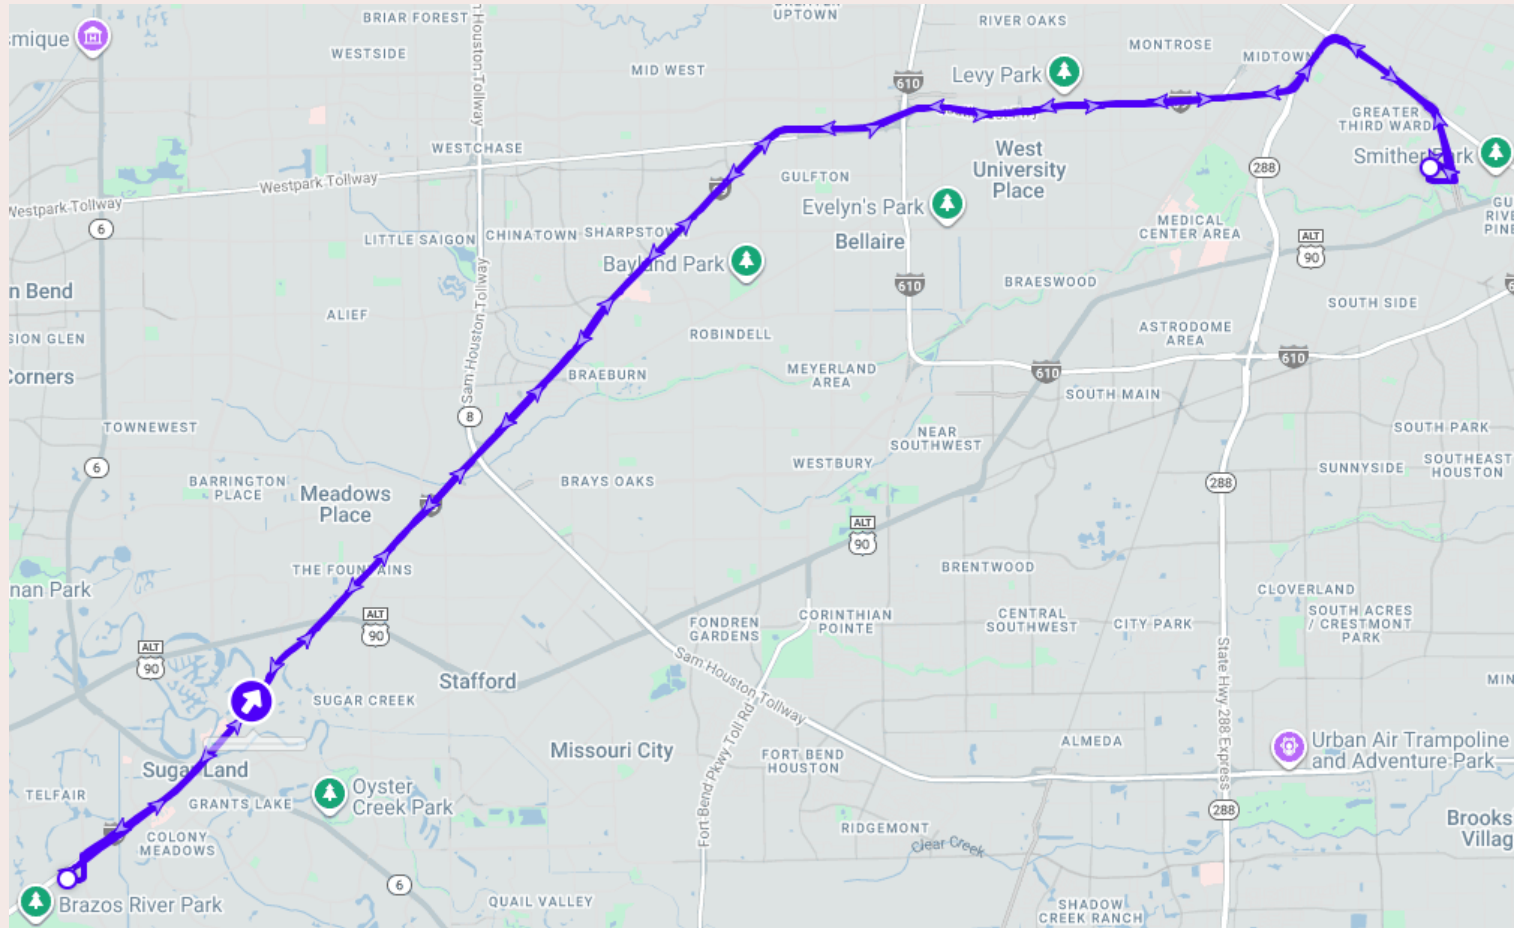 UPTOWN
BRIAR FOREST
RIVER OAKS
MONTROSE
WESTSIDE
MIDTOWN
MID WEST
Levy Park
610
Houston Tollway
GREATER
THIRD WARD
WESTCHASE
West
University
Place
Smither Park
288
GULFTON
Westpark Tollway
Westpark Tollway
Evelyn's Park
6
MEDICAL
CENTER AREA
LITTLE SAIGON
CHINATOWN
SHARPSTOWN
Bellaire
ALT
90
Bayland Park
BRAESWOOD
610
SOUTH SIDE
n Bend
ALIEF
Sam Houston Tollway
ROBINDELL
ASTRODOME
AREA
SION GLEN
610
610
Corners
BRAEBURN
MEYERLAND
AREA
SOUTH MAIN
8
TOWNEWEST
NEAR
SOUTHWEST
SOUTH PARK
6
WESTBURY
SUNNYSIDE
SOUTHEAST
HOUSTON
BARRINGTON
PLACE
Meadows
Place
BRAYS OAKS
288
ALT
90
THE FOUNTAINS
BRENTWOOD
nan Park
CLOVERLAND
ALT
90
FONDREN
GARDENS
CORINTHIAN
POINTE
CENTRAL
SOUTHWEST
CITY PARK
SOUTH ACRES
/ CRESTMONT
PARK
ALT
90
Sam Houston Tollway
State Hwy 288 Express
Stafford
SUGAR CREEK
Fort Bend Pkwy Toll Rd
Missouri City
ALMEDA
Urban Air Trampoline
and Adventure Park
FORT BEND
HOUSTON
Sugar Land
TELFAIR
GRANTS LAKE
Oyster
Creek Park
288
COLONY
MEADOWS
RIDGEMONT
Clear Creek
Brooks
Villag
6
Brazos River Park
QUAIL VALLEY
SHADOW
CREEK RANCH